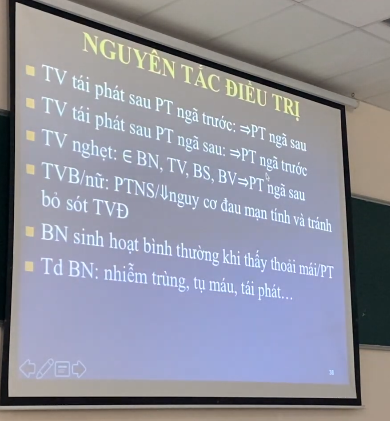 NGUYÊN TẮC ĐIỀU TRỊ
TV tái phát sau PT ngã trước: ⇒PT ngã sau
TV tái phát sau PT ngã sau: ⇒PT ngã trước
TV nghẹt: ∈ BN, TV, BS, BV⇒PT ngã sau
TVB/nữ: PTNS/⇓nguy cơ đau mạn tính và tránh
bỏ sót TVĐ
BN sinh hoạt bình thường khi thấy thoải mái/PT
Td BN: nhiễm trùng, tụ máu, tái phát…